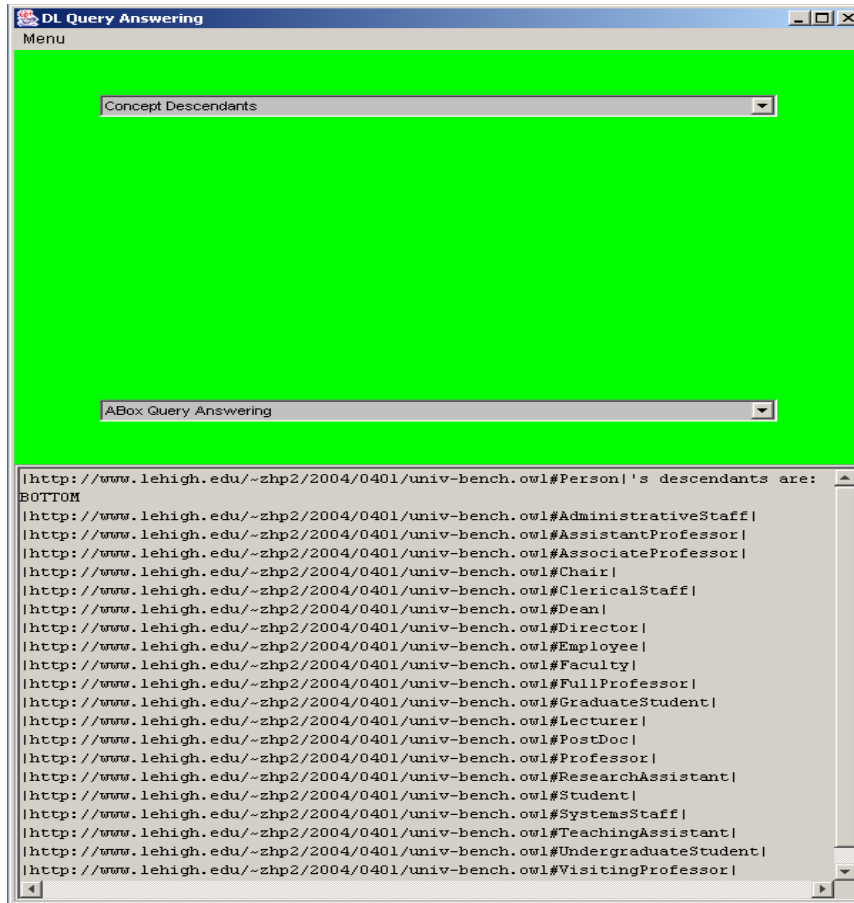 DL Query Answering
Menu
Concept Descendants
ABox Query Answering
|http://www.lehigh.edu/~zhp2/2004/0401/univ-bench.owl#Person|'s descendants are:
BOTTOM
|http://www.lehigh.edu/~zhp2/2004/0401/univ-bench.owl#AdministrativeStaff|
|http://www.lehigh.edu/~zhp2/2004/0401/univ-bench.owl#AssistantProfessor|
|http://www.lehigh.edu/~zhp2/2004/0401/univ-bench.owl#AssociateProfessor|
|http://www.lehigh.edu/~zhp2/2004/0401/univ-bench.owl#Chair|
|http://www.lehigh.edu/~zhp2/2004/0401/univ-bench.owl#ClericalStaff|
|http://www.lehigh.edu/~zhp2/2004/0401/univ-bench.owl#Dean|
|http://www.lehigh.edu/~zhp2/2004/0401/univ-bench.owl#Director|
|http://www.lehigh.edu/~zhp2/2004/0401/univ-bench.owl#Employee|
|http://www.lehigh.edu/~zhp2/2004/0401/univ-bench.owl#Faculty|
|http://www.lehigh.edu/~zhp2/2004/0401/univ-bench.owl#FullProfessor|
|http://www.lehigh.edu/~zhp2/2004/0401/univ-bench.owl#GraduateStudent|
|http://www.lehigh.edu/~zhp2/2004/0401/univ-bench.owl#Lecturer|
|http://www.lehigh.edu/~zhp2/2004/0401/univ-bench.owl#PostDoc|
|http://www.lehigh.edu/~zhp2/2004/0401/univ-bench.owl#Professor|
|http://www.lehigh.edu/~zhp2/2004/0401/univ-bench.owl#ResearchAssistant|
|http://www.lehigh.edu/~zhp2/2004/0401/univ-bench.owl#Student|
|http://www.lehigh.edu/~zhp2/2004/0401/univ-bench.owl#SystemsStaff|
|http://www.lehigh.edu/~zhp2/2004/0401/univ-bench.owl#TeachingAssistant|
|http://www.lehigh.edu/~zhp2/2004/0401/univ-bench.owl#UndergraduateStudent|
|http://www.lehigh.edu/~zhp2/2004/0401/univ-bench.owl#VisitingProfessor|